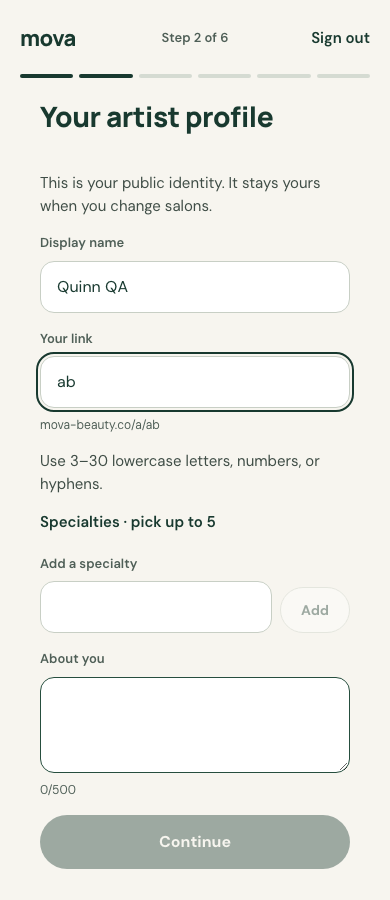 mova
Step 2 of 6
Sign out
Your artist profile
This is your public identity. It stays yours
when you change salons.
Display name
Quinn QA
Your link
ab
mova-beauty.co/a/ab
Use 3–30 lowercase letters, numbers, or
hyphens.
Specialties · pick up to 5
Add a specialty
Add
About you
0/500
Continue